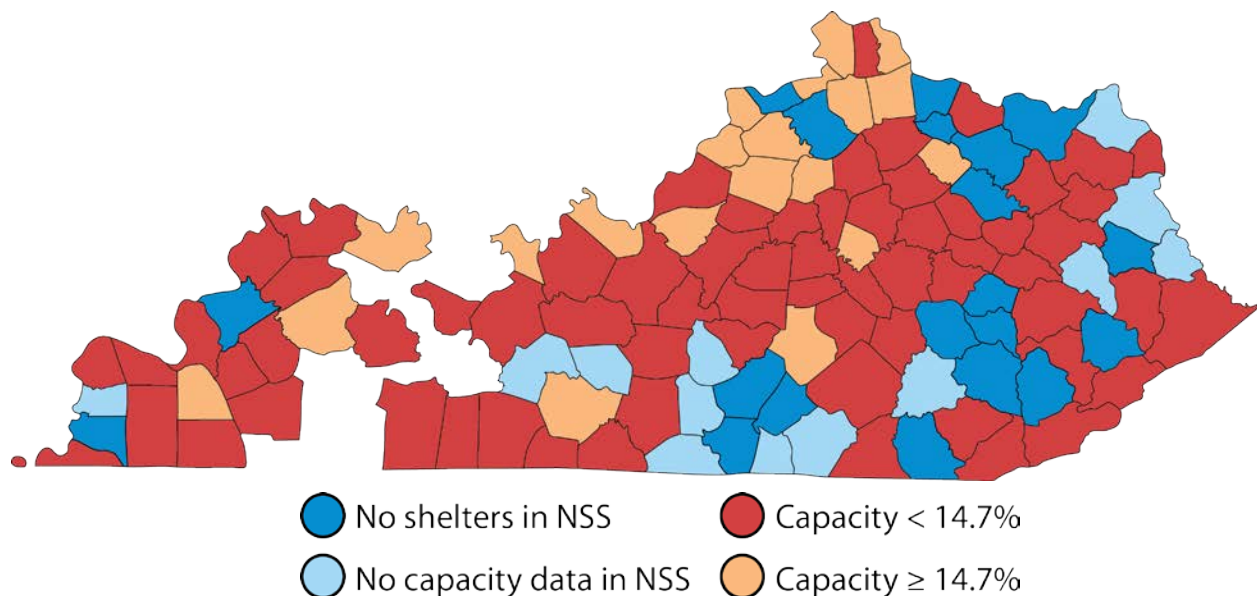 No shelters in NSS
Capacity < 14.7%
No capacity data in NSS
Capacity ≥ 14.7%